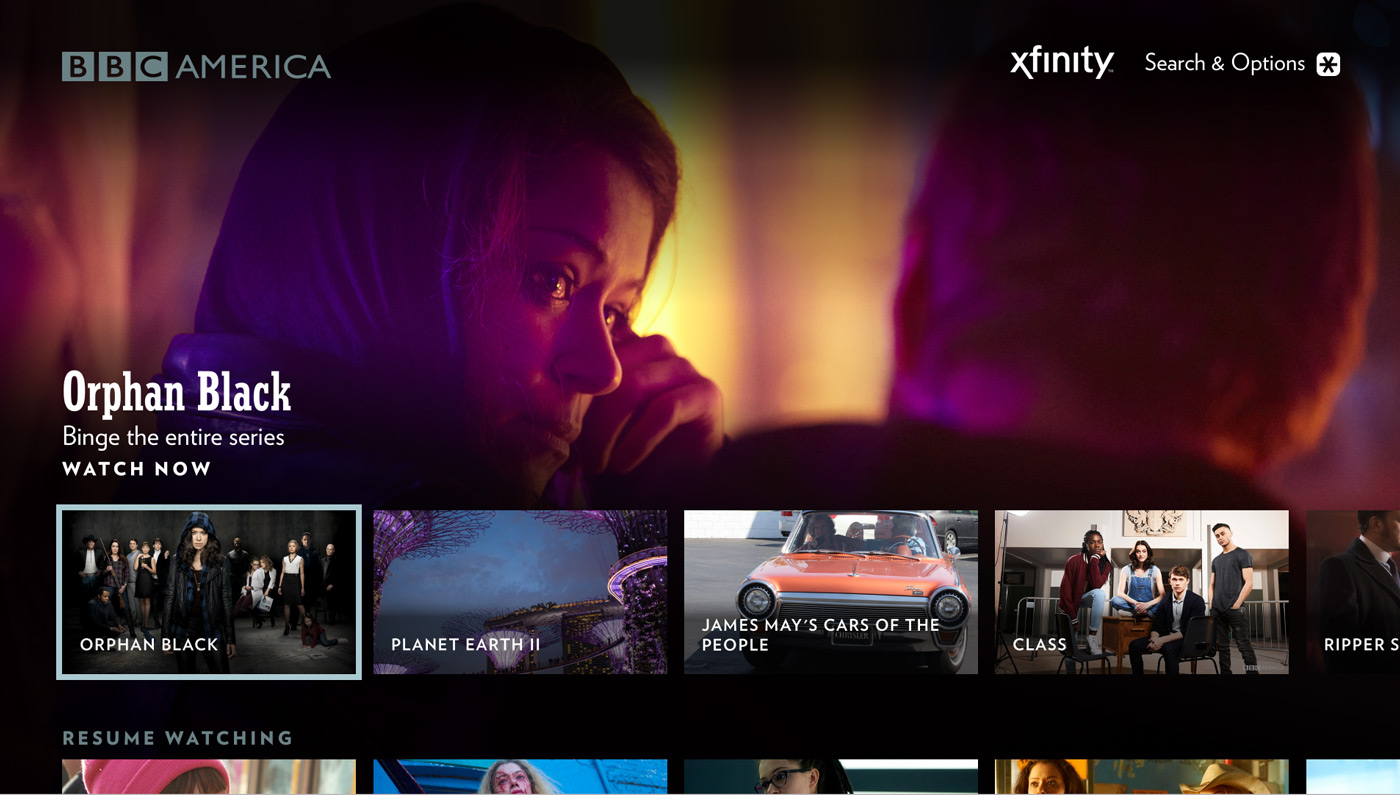 BBC AMERICA
xfinity
Search & Options
Orphan Black
Binge the entire series
WATCH NOW
ORPHAN BLACK
PLANET EARTH II
JAMES MAY'S CARS OF THE
PEOPLE
CHRYSLER
CLASS
RIPPER S
RESUME WATCHING